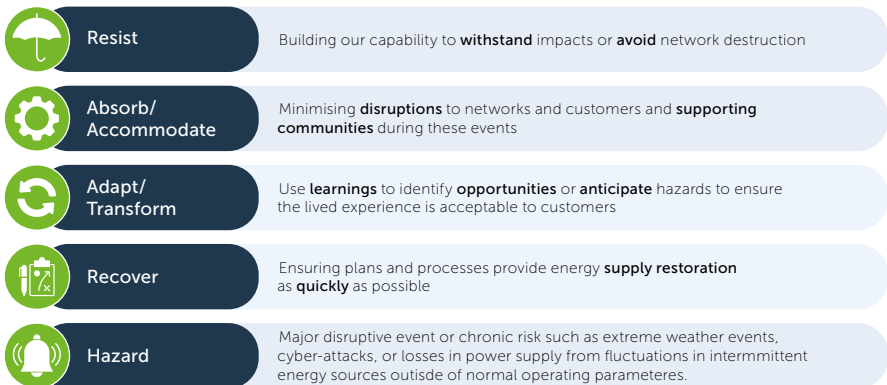 Resist
Building our capability to withstand impacts or avoid network destruction
Absorb/
Accommodate
Minimising disruptions to networks and customers and supporting
communities during these events
Adapt/
Transform
Use learnings to identify opportunities or anticipate hazards to ensure
the lived experience is acceptable to customers
Recover
Ensuring plans and processes provide energy supply restoration
as quickly as possible
Hazard
Major disruptive event or chronic risk such as extreme weather events,
cyber-attacks, or losses in power supply from fluctuations in intermmittent
energy sources outisde of normal operating parameteres.